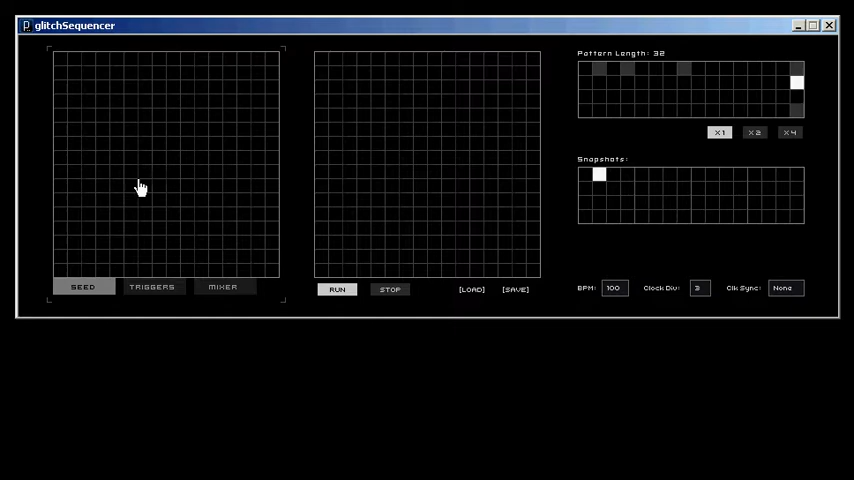 glitchSequencer
Pattern Length: 32
X1 X2 X4
Snapshots:
SEED TRIGGERS MIXER
RUN STOP [LOAD] [SAVE]
BPM: 100 Clock Div: 3 Clk Sync: None